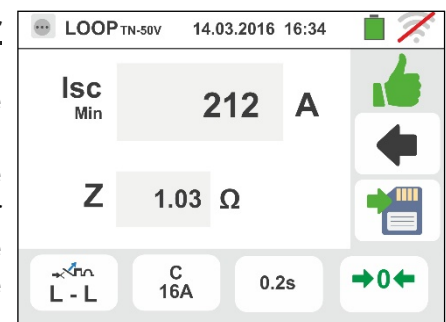 LOOP TN-50V 14.03.2016 16:34
Isc
Min
212 A
Z 1.03 Ω
L - L
C
16A
0.2s
→0←